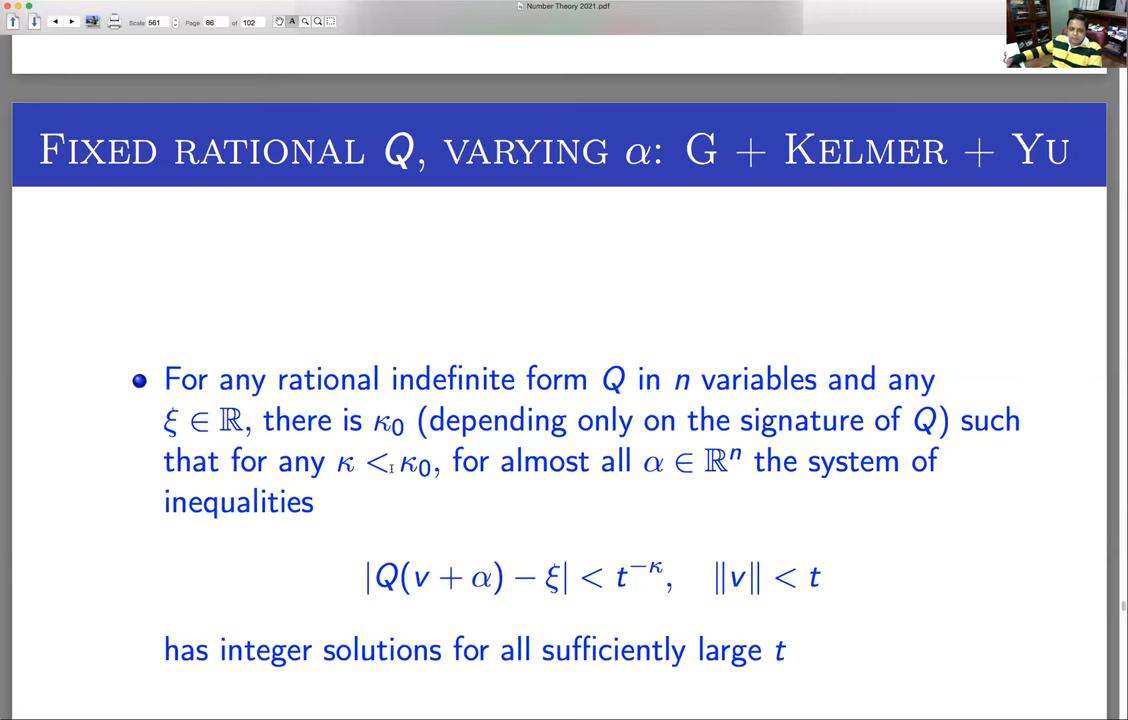 Number Theory 2021.pdf
Scale 561 Page 86 of 102
FIXED RATIONAL Q, VARYING α: G + KELMER + YU
For any rational indefinite form Q in n variables and any
ξ ∈ ℝ, there is κ₀ (depending only on the signature of Q) such
that for any κ < κ₀, for almost all α ∈ ℝⁿ the system of
inequalities
|Q(v + α) − ξ| < t^{−κ}, ‖v‖ < t
has integer solutions for all sufficiently large t